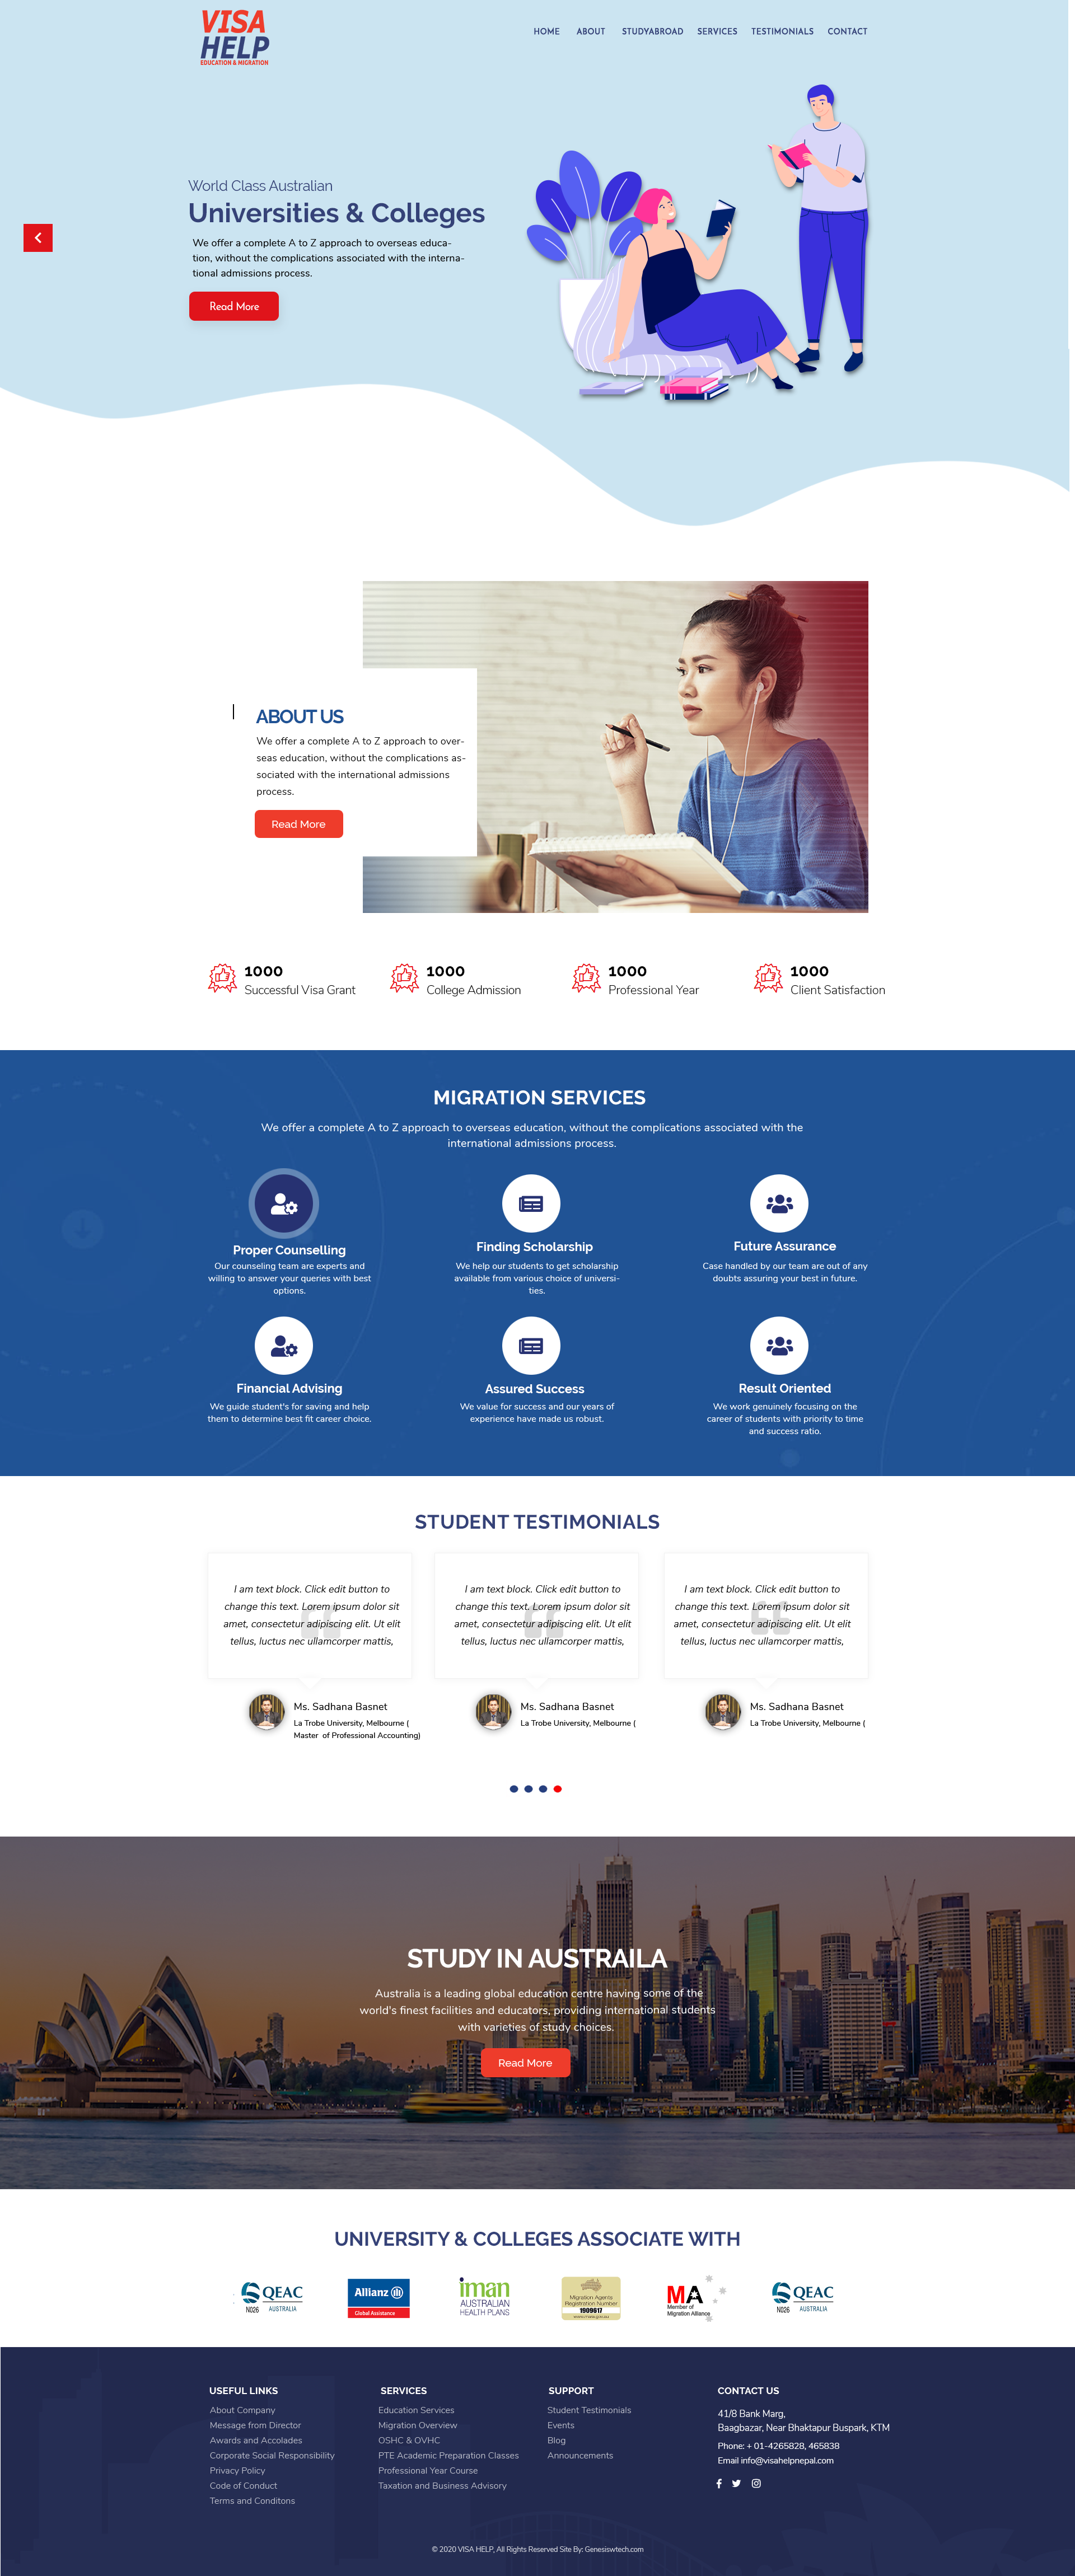 VISA
HELP
EDUCATION & MIGRATION
HOME ABOUT STUDYABROAD SERVICES TESTIMONIALS CONTACT
World Class Australian
Universities & Colleges
We offer a complete A to Z approach to overseas educa-
tion, without the complications associated with the interna-
tional admissions process.
Read More
ABOUT US
We offer a complete A to Z approach to over-
seas education, without the complications as-
sociated with the international admissions
process.
Read More
1000
Successful Visa Grant
1000
College Admission
1000
Professional Year
1000
Client Satisfaction
MIGRATION SERVICES
We offer a complete A to Z approach to overseas education, without the complications associated with the
international admissions process.
Proper Counselling
Our counseling team are experts and
willing to answer your queries with best
options.
Finding Scholarship
We help our students to get scholarship
available from various choice of universi-
ties.
Future Assurance
Case handled by our team are out of any
doubts assuring your best in future.
Financial Advising
We guide student's for saving and help
them to determine best fit career choice.
Assured Success
We value for success and our years of
experience have made us robust.
Result Oriented
We work genuinely focusing on the
career of students with priority to time
and success ratio.
STUDENT TESTIMONIALS
I am text block. Click edit button to
change this text. Lorem ipsum dolor sit
amet, consectetur adipiscing elit. Ut elit
tellus, luctus nec ullamcorper mattis,
Ms. Sadhana Basnet
La Trobe University, Melbourne (
Master of Professional Accounting)
I am text block. Click edit button to
change this text. Lorem ipsum dolor sit
amet, consectetur adipiscing elit. Ut elit
tellus, luctus nec ullamcorper mattis,
Ms. Sadhana Basnet
La Trobe University, Melbourne (
I am text block. Click edit button to
change this text. Lorem ipsum dolor sit
amet, consectetur adipiscing elit. Ut elit
tellus, luctus nec ullamcorper mattis,
Ms. Sadhana Basnet
La Trobe University, Melbourne (
STUDY IN AUSTRAILA
Australia is a leading global education centre having some of the
world's finest facilities and educators, providing international students
with varieties of study choices.
Read More
UNIVERSITY & COLLEGES ASSOCIATE WITH
QEAC
N026 AUSTRALIA
Allianz
Global Assistance
iman
AUSTRALIAN
HEALTH PLANS
Migration Agents
Registration Number
1909617
www.mara.gov.au
MA
Member of
Migration Alliance
QEAC
N026 AUSTRALIA
USEFUL LINKS
About Company
Message from Director
Awards and Accolades
Corporate Social Responsibility
Privacy Policy
Code of Conduct
Terms and Conditons
SERVICES
Education Services
Migration Overview
OSHC & OVHC
PTE Academic Preparation Classes
Professional Year Course
Taxation and Business Advisory
SUPPORT
Student Testimonials
Events
Blog
Announcements
CONTACT US
41/8 Bank Marg,
Baagbazar, Near Bhaktapur Buspark, KTM
Phone: + 01-4265828, 465838
Email info@visahelpnepal.com
© 2020 VISA HELP, All Rights Reserved Site By: Genesiswtech.com